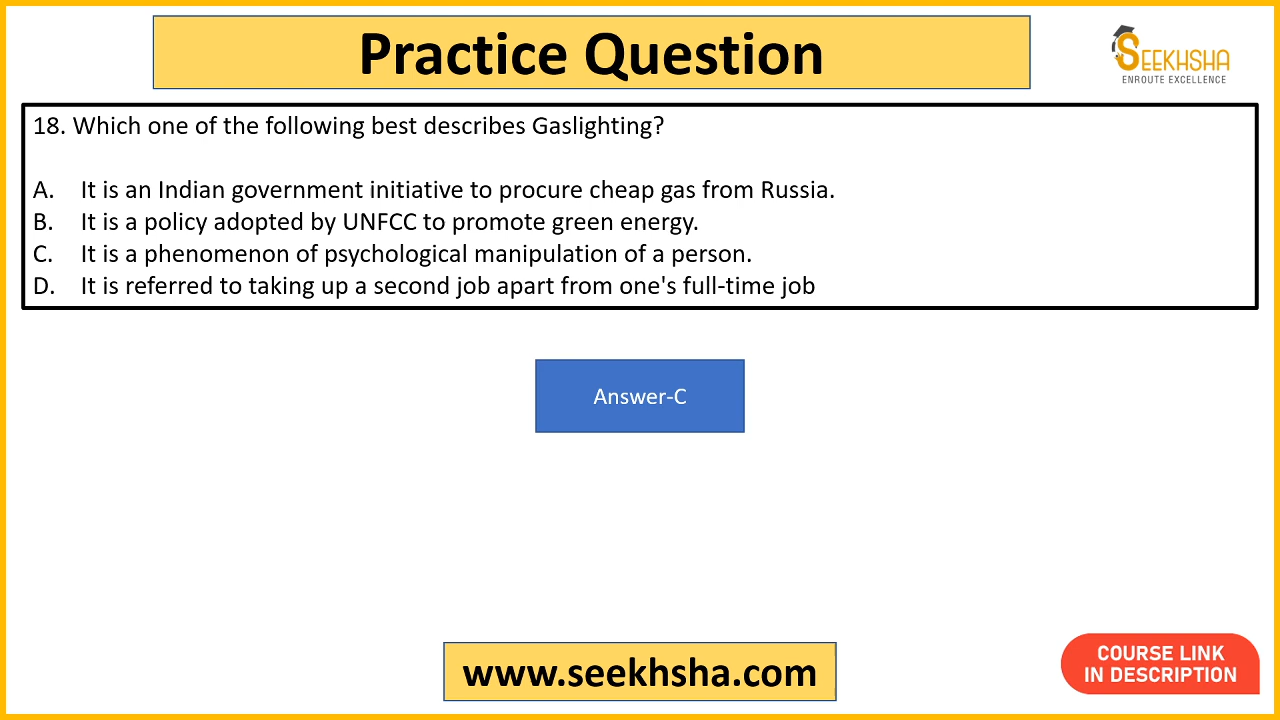 Practice Question
SEEKHSHA
ENROUTE EXCELLENCE
18. Which one of the following best describes Gaslighting?
A. It is an Indian government initiative to procure cheap gas from Russia.
B. It is a policy adopted by UNFCC to promote green energy.
C. It is a phenomenon of psychological manipulation of a person.
D. It is referred to taking up a second job apart from one's full-time job
Answer-C
www.seekhsha.com
COURSE LINK
IN DESCRIPTION